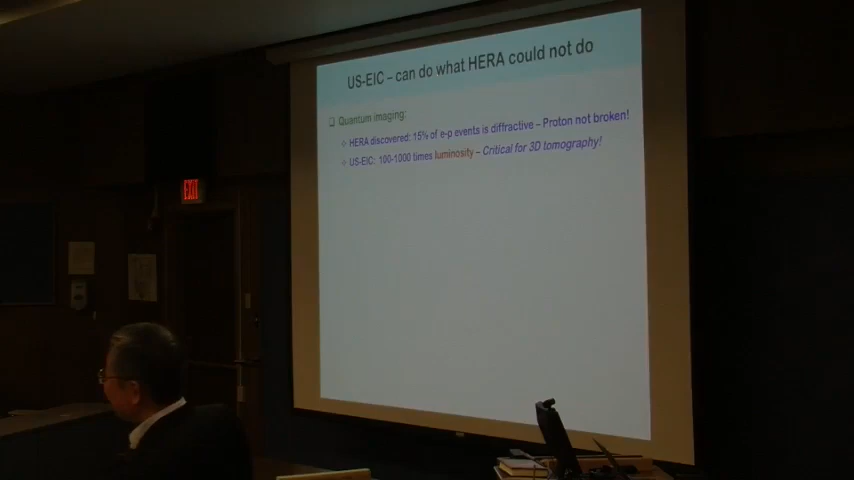 US-EIC – can do what HERA could not do
❑ Quantum imaging:
✧ HERA discovered: 15% of e-p events is diffractive – Proton not broken!
✧ US-EIC: 100-1000 times luminosity – Critical for 3D tomography!
EXIT